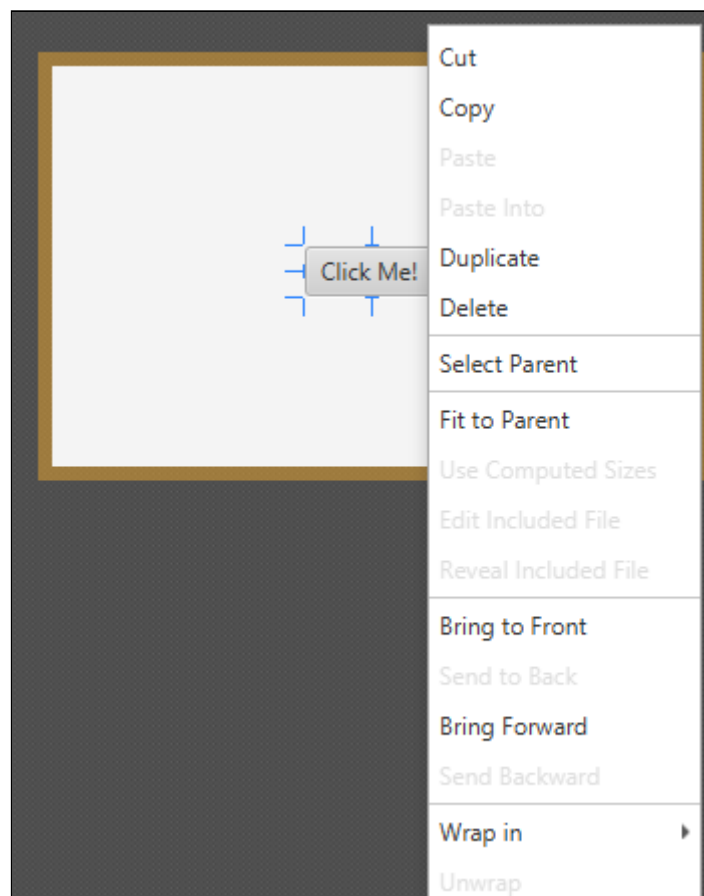 Cut
Copy
Paste
Paste Into
Click Me!
Duplicate
Delete
Select Parent
Fit to Parent
Use Computed Sizes
Edit Included File
Reveal Included File
Bring to Front
Send to Back
Bring Forward
Send Backward
Wrap in
Unwrap